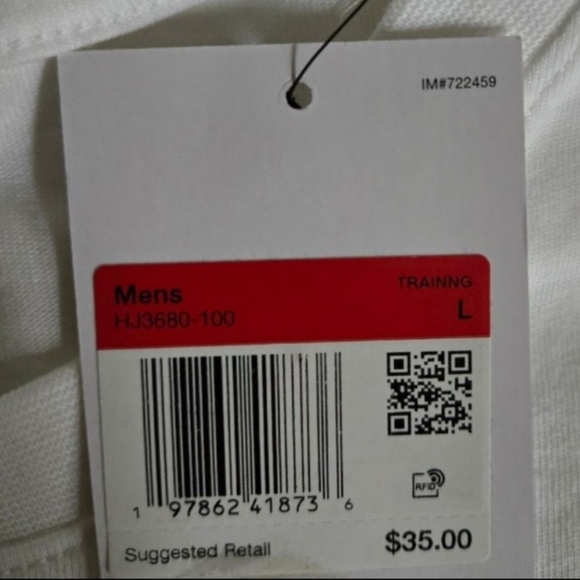 IM#722459
Mens TRAINNG
HJ3680-100 L
RFID
1 97862 41873 6
Suggested Retail $35.00